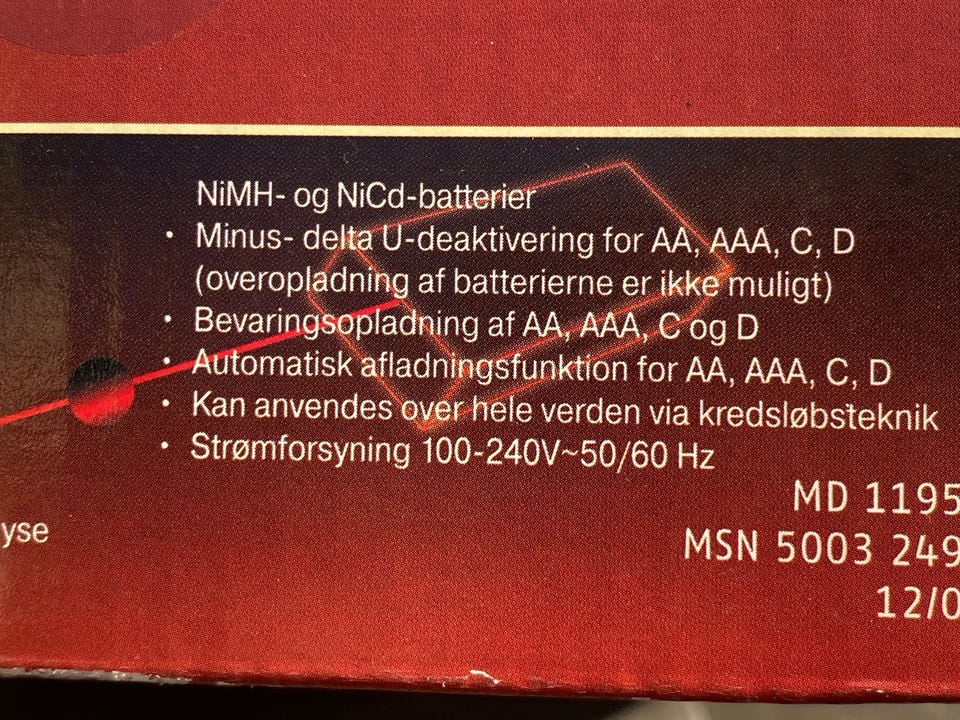 NiMH- og NiCd-batterier
• Minus- delta U-deaktivering for AA, AAA, C, D
(overopladning af batterierne er ikke muligt)
• Bevaringsopladning af AA, AAA, C og D
• Automatisk afladningsfunktion for AA, AAA, C, D
• Kan anvendes over hele verden via kredsløbsteknik
• Strømforsyning 100-240V~50/60 Hz
MD 1195
yse
MSN 5003 249
12/0